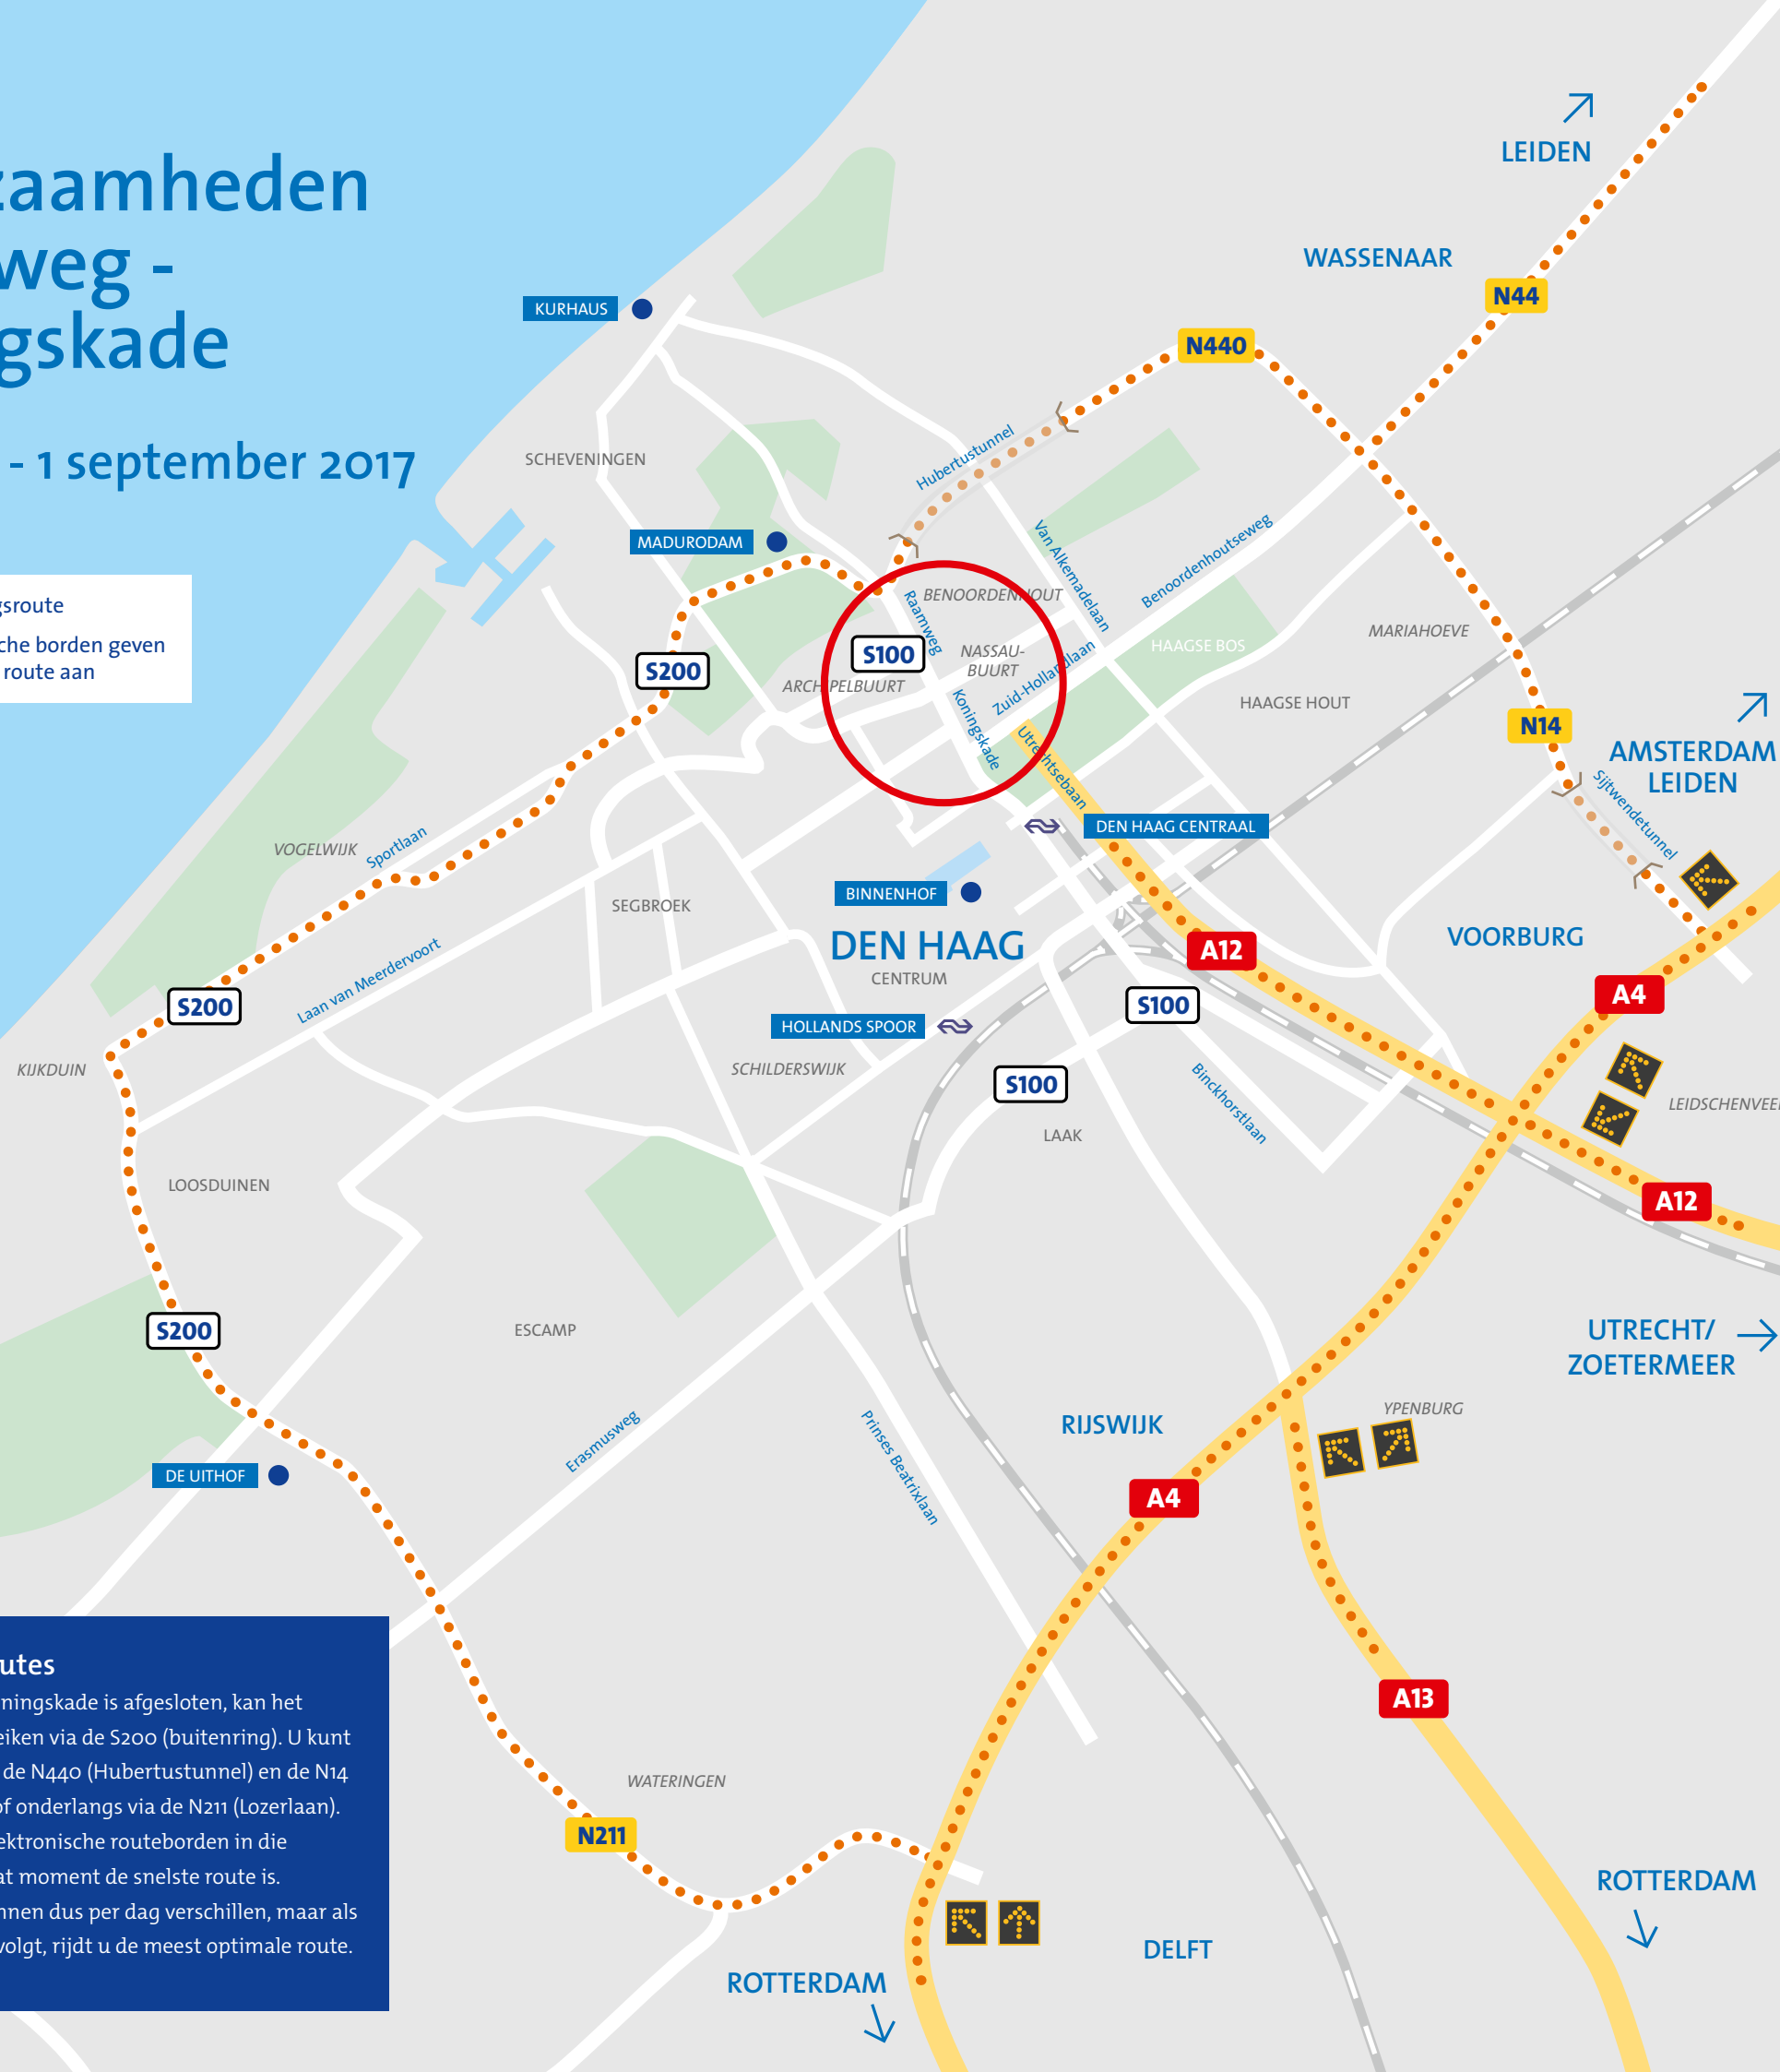 zaamheden
weg -
gskade
- 1 september 2017
gsroute
che borden geven
route aan
LEIDEN
WASSENAAR
N44
N440
KURHAUS
Hubertustunnel
SCHEVENINGEN
MADURODAM
Van Alkemadelaan
Benoordenhoutseweg
BENOORDENHOUT
Raamweg
MARIAHOEVE
HAAGSE BOS
S100
NASSAU-
BUURT
S200
ARCHIPELBUURT
Zuid-Hollandlaan
Koningskade
HAAGSE HOUT
N14
AMSTERDAM
LEIDEN
Utrechtsebaan
Sijtwendetunnel
DEN HAAG CENTRAAL
VOGELWIJK
Sportlaan
BINNENHOF
SEGBROEK
DEN HAAG
CENTRUM
VOORBURG
A12
Laan van Meerdervoort
A4
S200
S100
HOLLANDS SPOOR
KIJKDUIN
SCHILDERSWIJK
S100
Binckhorstlaan
LEIDSCHENVEE
LAAK
LOOSDUINEN
A12
S200
ESCAMP
UTRECHT/
ZOETERMEER
YPENBURG
RIJSWIJK
Erasmusweg
Prinses Beatrixlaan
DE UITHOF
A4
A13
utes
ningskade is afgesloten, kan het
eiken via de S200 (buitenring). U kunt
de N440 (Hubertustunnel) en de N14
of onderlangs via de N211 (Lozerlaan).
ektronische routeborden in die
at moment de snelste route is.
nnen dus per dag verschillen, maar als
volgt, rijdt u de meest optimale route.
WATERINGEN
N211
ROTTERDAM
DELFT
ROTTERDAM